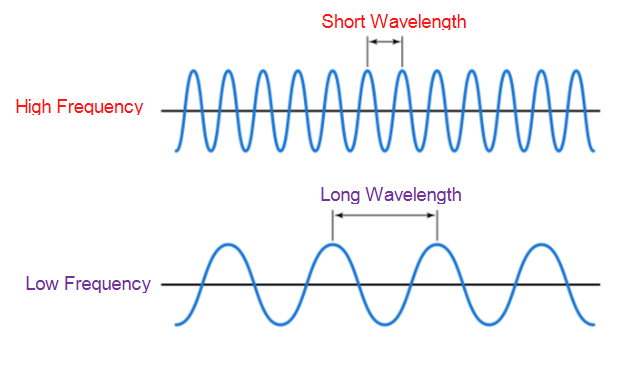 Short Wavelength
High Frequency
Long Wavelength
Low Frequency